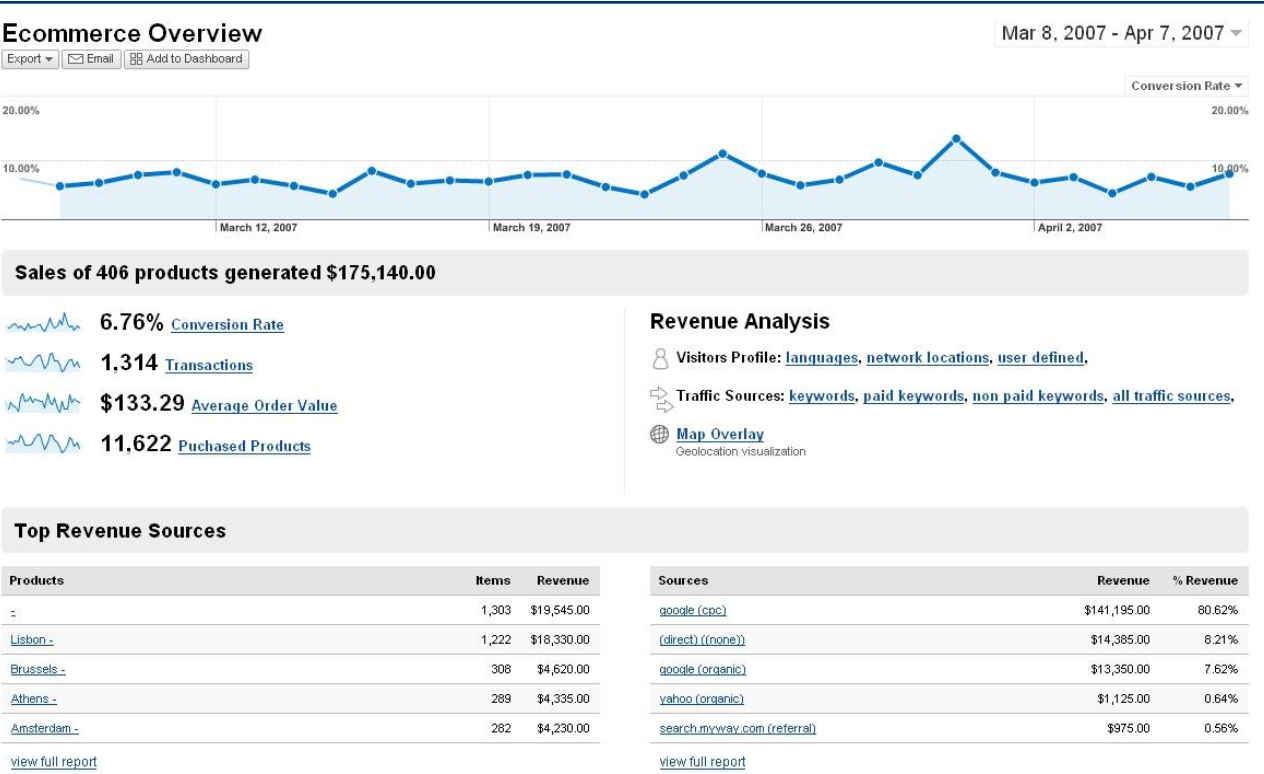 Ecommerce Overview
Mar 8, 2007 - Apr 7, 2007
Export
Email
Add to Dashboard
Conversion Rate
20.00%
20.00%
10.00%
10.00%
March 12, 2007
March 19, 2007
March 26, 2007
April 2, 2007
Sales of 406 products generated $175,140.00
6.76% Conversion Rate
1,314 Transactions
$133.29 Average Order Value
11,622 Puchased Products
Revenue Analysis
Visitors Profile: languages, network locations, user defined,
Traffic Sources: keywords, paid keywords, non paid keywords, all traffic sources,
Map Overlay
Geolocation visualization
Top Revenue Sources
Products Items Revenue
- 1,303 $19,545.00
Lisbon - 1,222 $18,330.00
Brussels - 308 $4,620.00
Athens - 289 $4,335.00
Amsterdam - 282 $4,230.00
view full report
Sources Revenue % Revenue
google (cpc) $141,195.00 80.62%
(direct) ((none)) $14,385.00 8.21%
google (organic) $13,350.00 7.62%
yahoo (organic) $1,125.00 0.64%
search.myway.com (referral) $975.00 0.56%
view full report